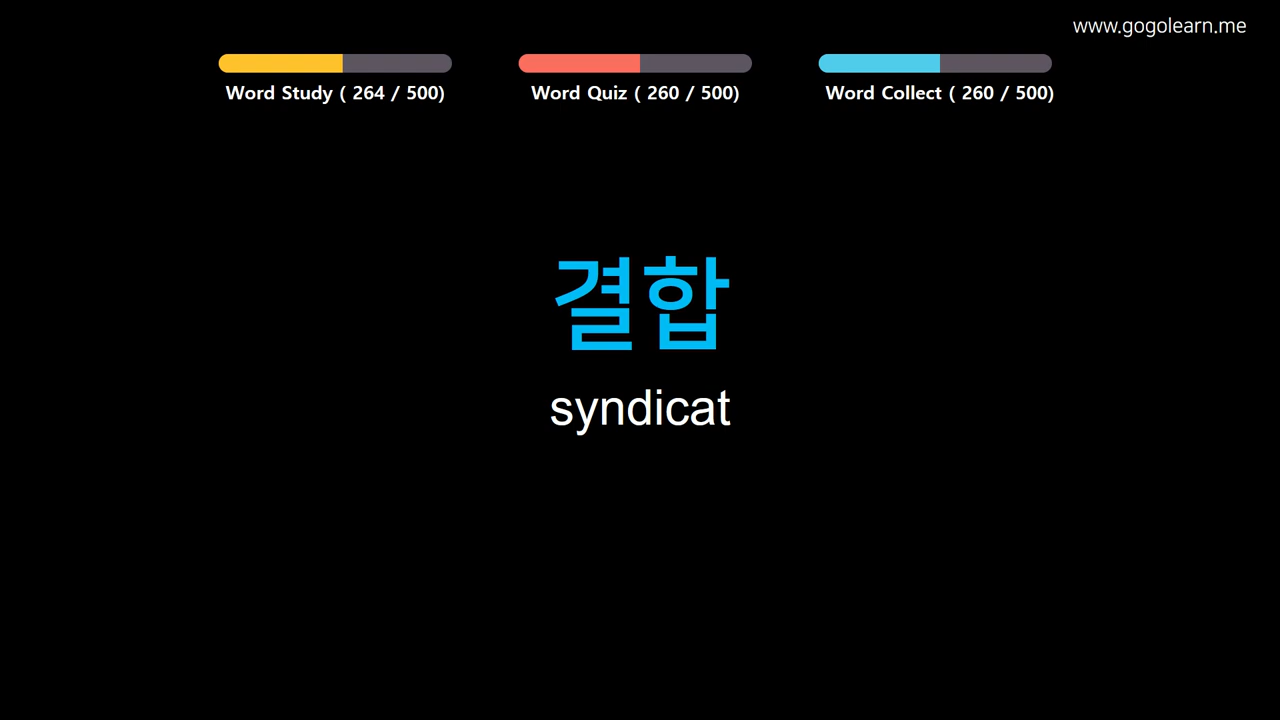 www.gogolearn.me
Word Study ( 264 / 500)
Word Quiz ( 260 / 500)
Word Collect ( 260 / 500)
결합
syndicat